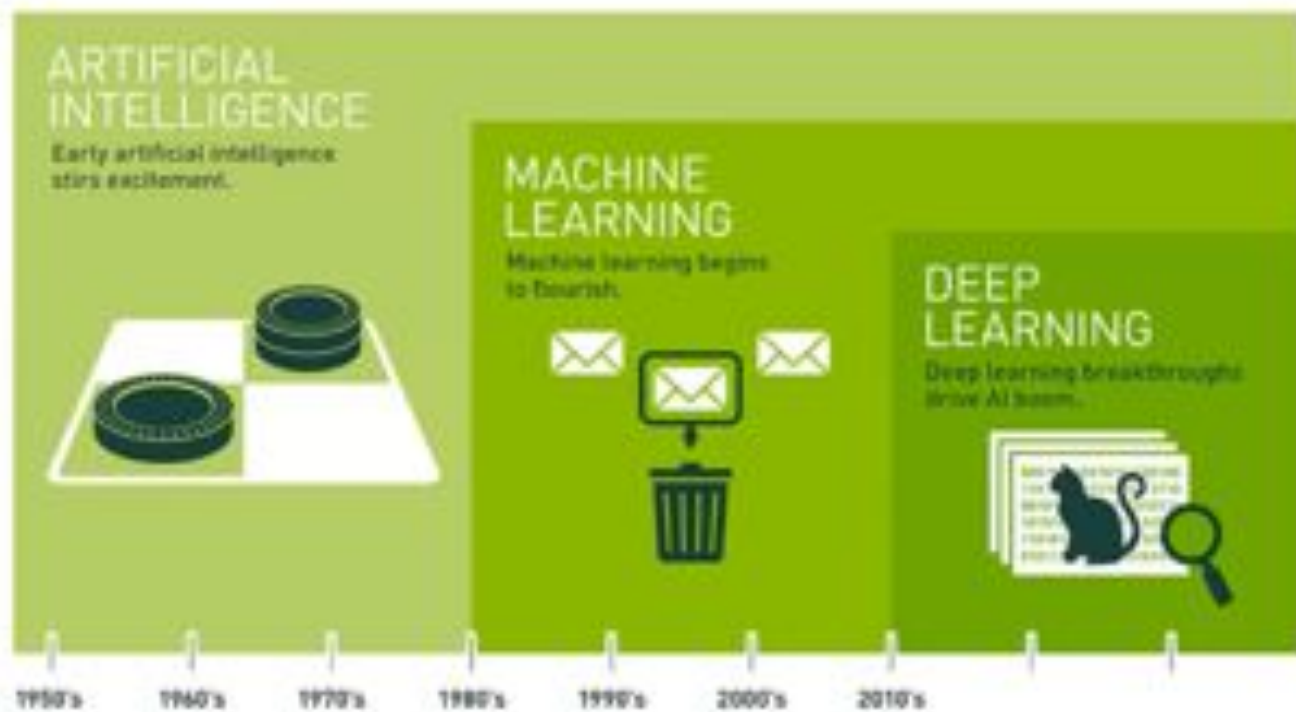 ARTIFICIAL
INTELLIGENCE
Early artificial intelligence
stirs excitement.
MACHINE
LEARNING
Machine learning begins
to flourish.
DEEP
LEARNING
Deep learning breakthroughs
drive AI boom.
1950's 1960's 1970's 1980's 1990's 2000's 2010's